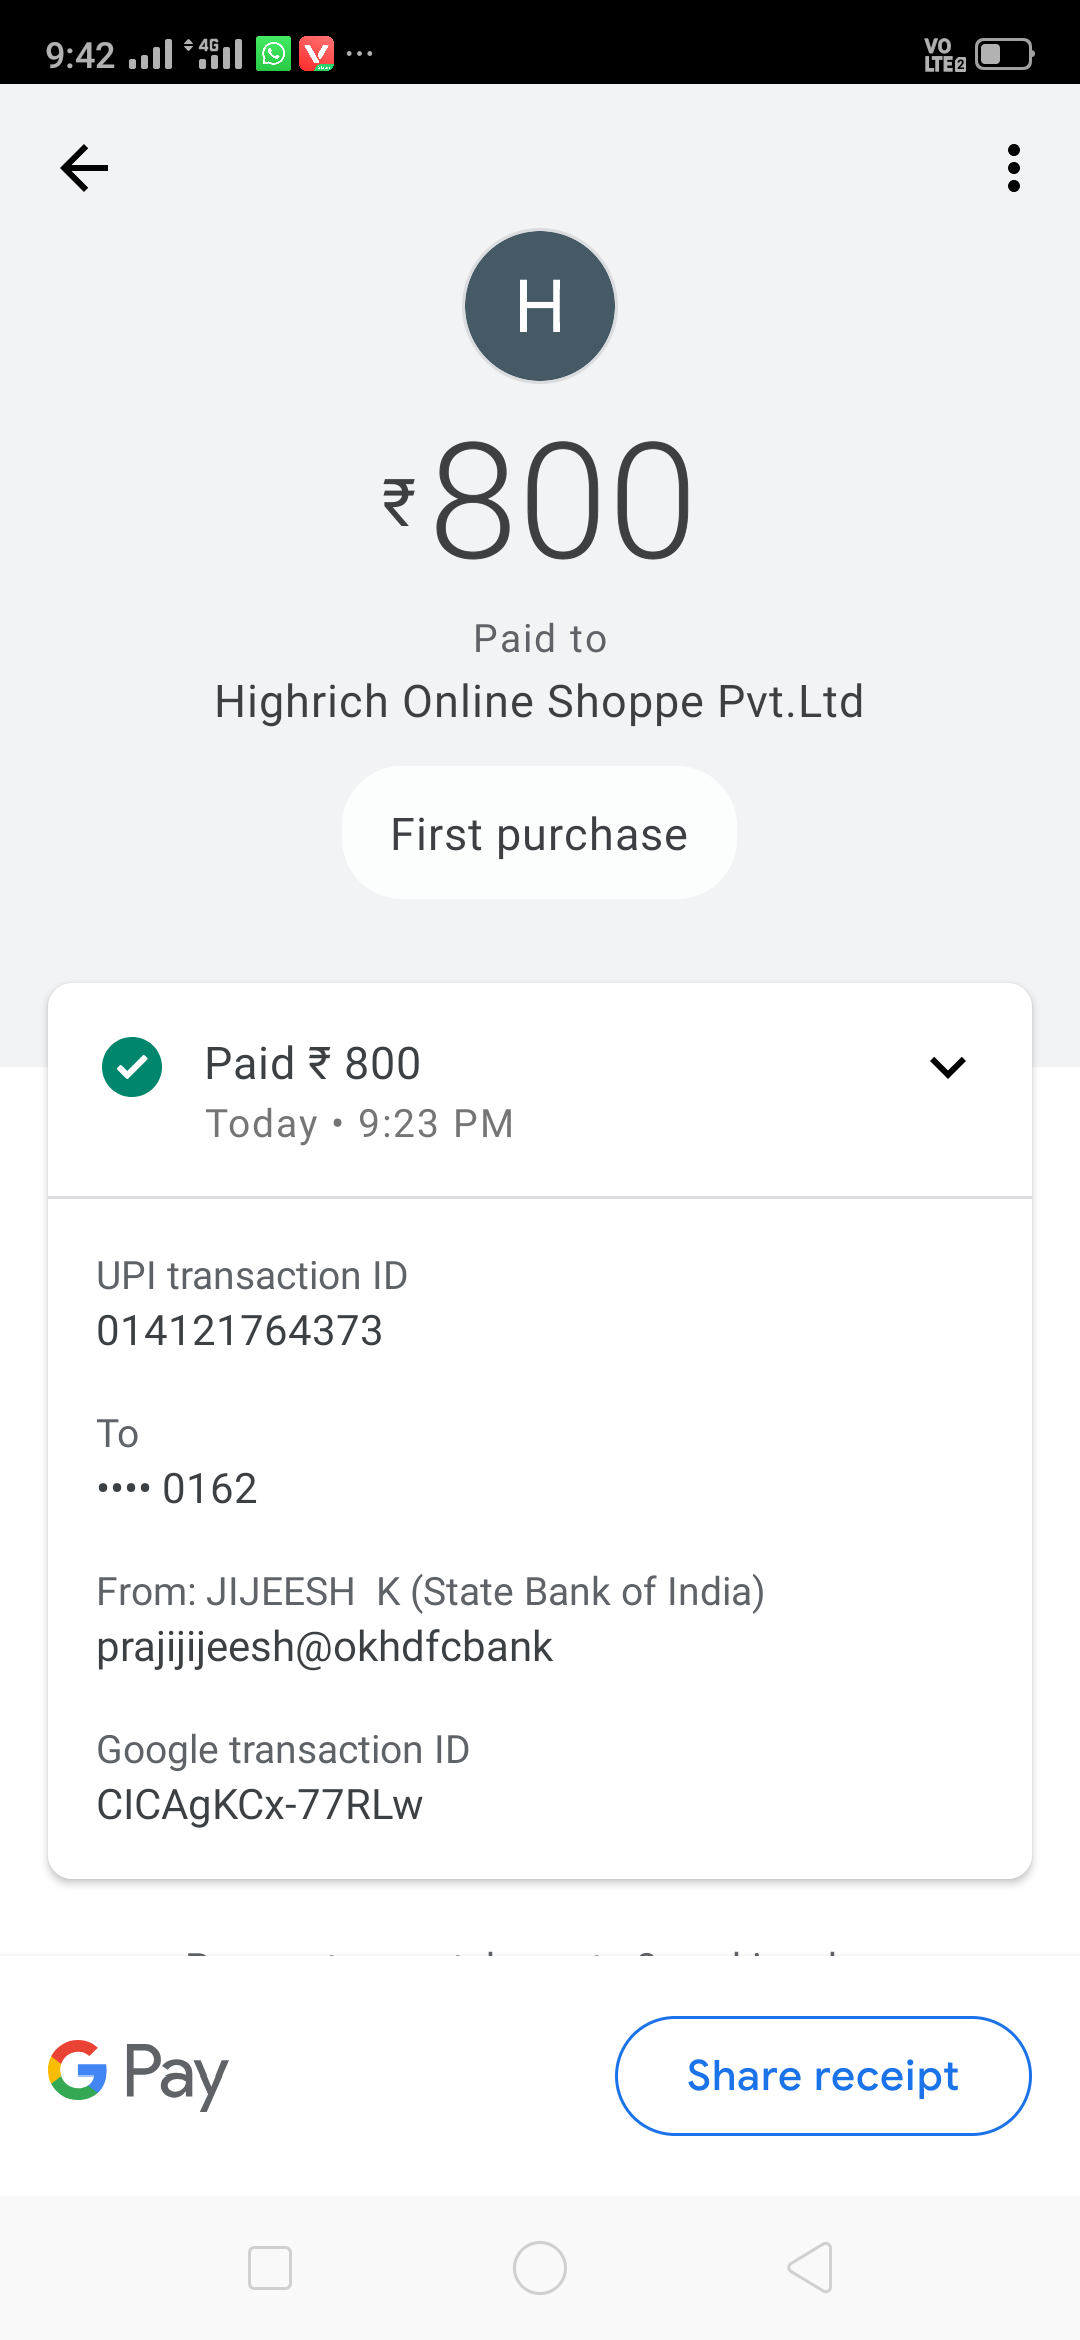 9:42 4G VO LTE 2
H
₹800
Paid to
Highrich Online Shoppe Pvt.Ltd
First purchase
Paid ₹ 800
Today • 9:23 PM
UPI transaction ID
014121764373
To
•••• 0162
From: JIJEESH  K (State Bank of India)
prajijijeesh@okhdfcbank
Google transaction ID
CICAgKCx-77RLw
G Pay
Share receipt